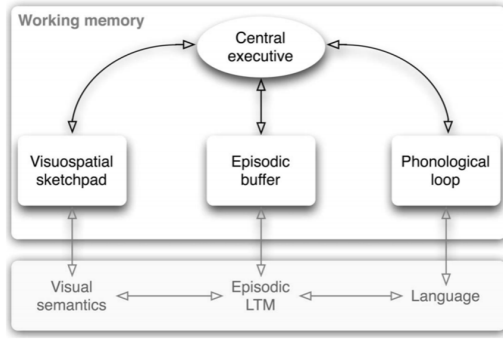 Working memory
Central
executive
Visuospatial
sketchpad
Episodic
buffer
Phonological
loop
Visual
semantics
Episodic
LTM
Language